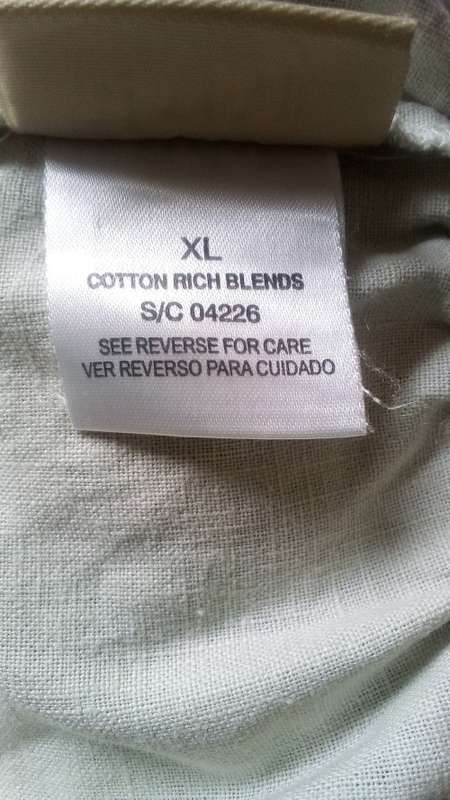 XL
COTTON RICH BLENDS
S/C 04226
SEE REVERSE FOR CARE
VER REVERSO PARA CUIDADO